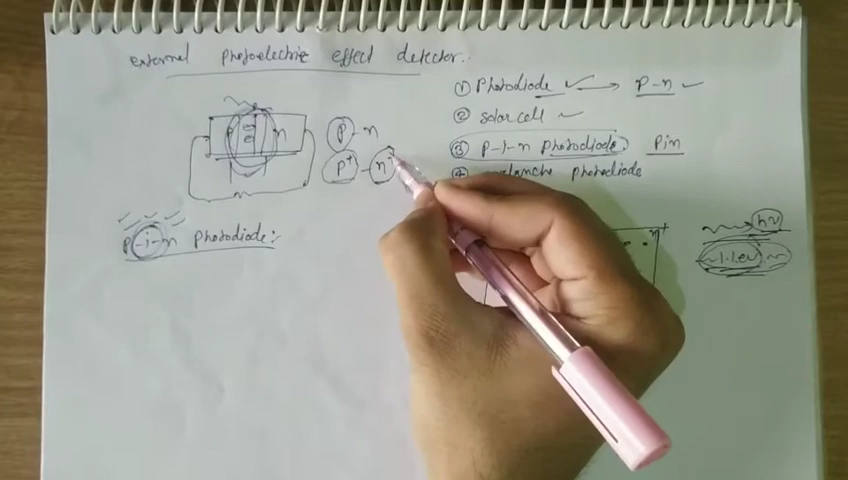 external photoelectric effect detector.
① Photodiode ✓ → P-n ✓
② solar cell
③ P-i-n Photodiode. Pin
④ avalanche photodiode
n
P - n
P⁺ - n
n⁺
hν
1.1 eV
P-i-n Photodiode:-